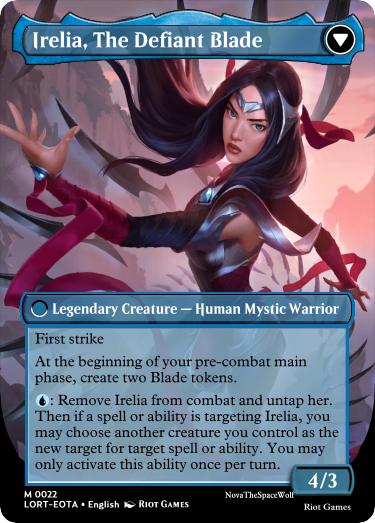 Irelia, The Defiant Blade
Legendary Creature — Human Mystic Warrior
First strike
At the beginning of your pre-combat main
phase, create two Blade tokens.
: Remove Irelia from combat and untap her.
Then if a spell or ability is targeting Irelia, you
may choose another creature you control as the
new target for target spell or ability. You may
only activate this ability once per turn.
4/3
M 0022
NovaTheSpaceWolf
LORT-EOTA • English Riot Games
Riot Games